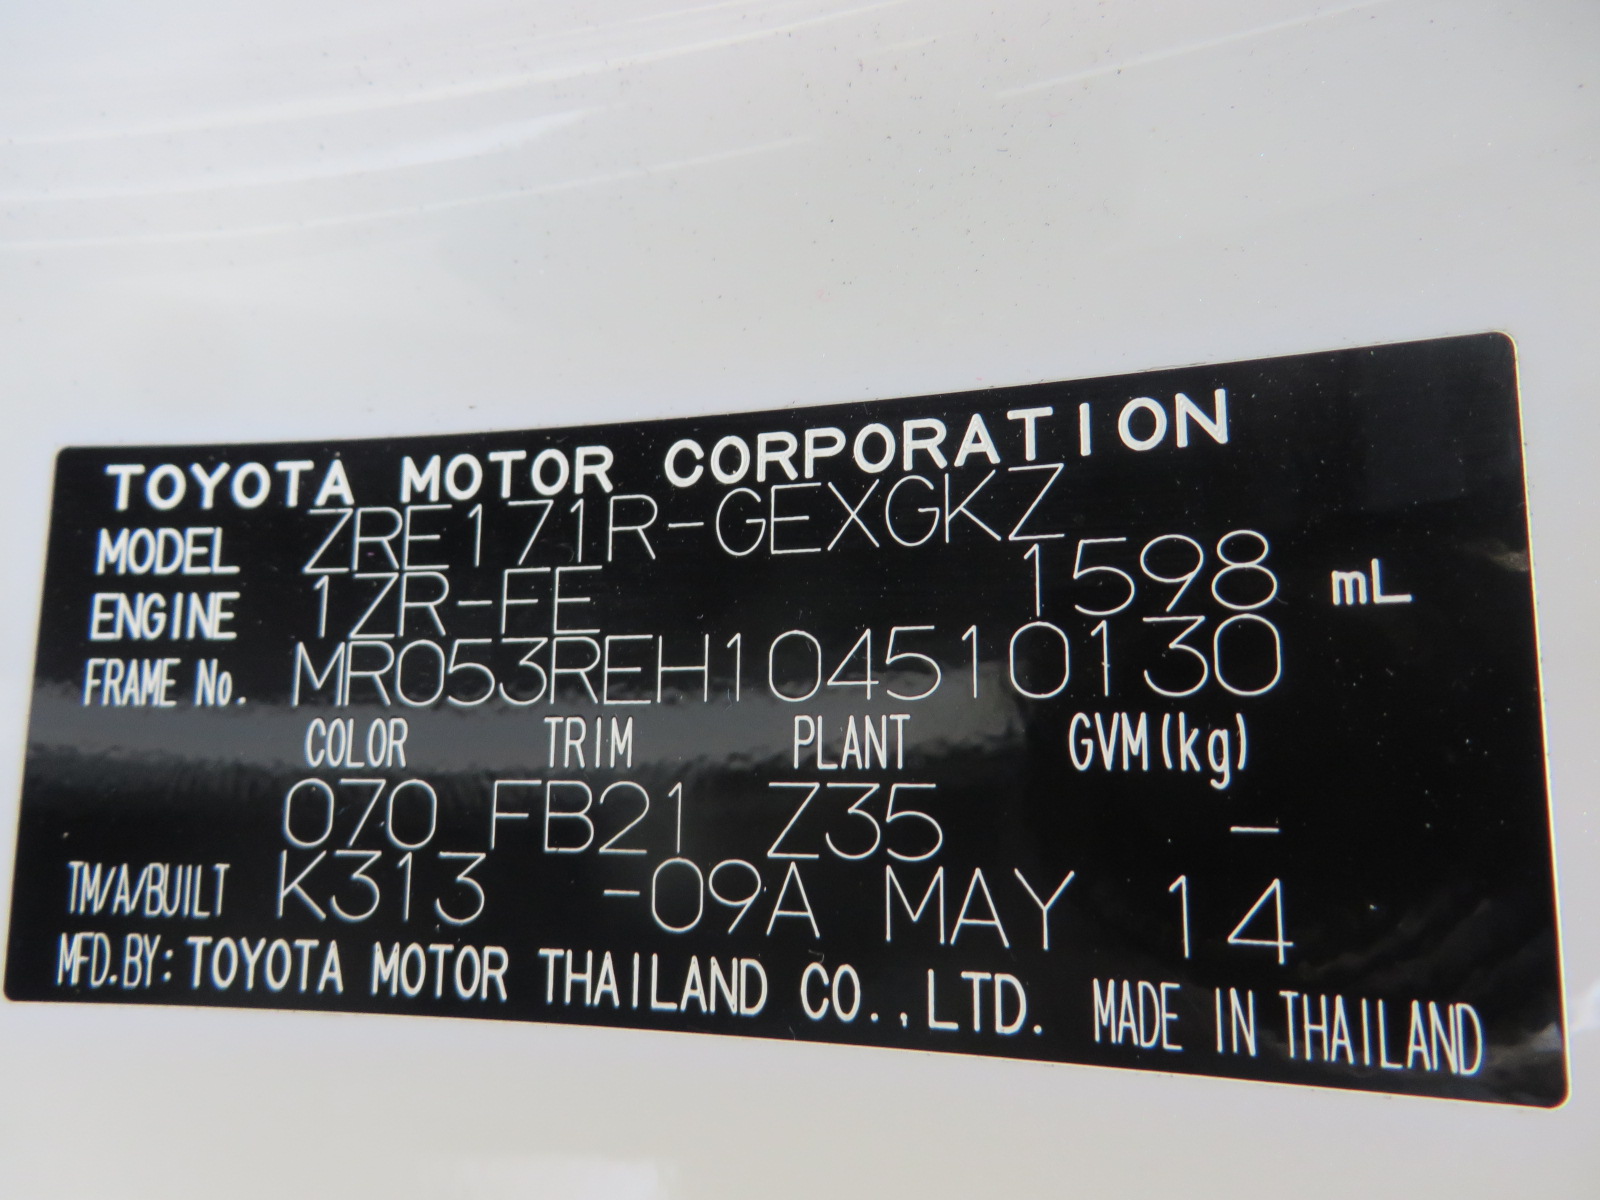 TOYOTA MOTOR CORPORATION
MODEL ZRE171R-GEXGKZ
ENGINE 1ZR-FE 1598 mL
FRAME No. MR053REH104510130
COLOR TRIM PLANT GVM(kg)
070 FB21 Z35 -
TM/A/BUILT K313 -09A MAY 14
MFD.BY: TOYOTA MOTOR THAILAND CO.,LTD. MADE IN THAILAND